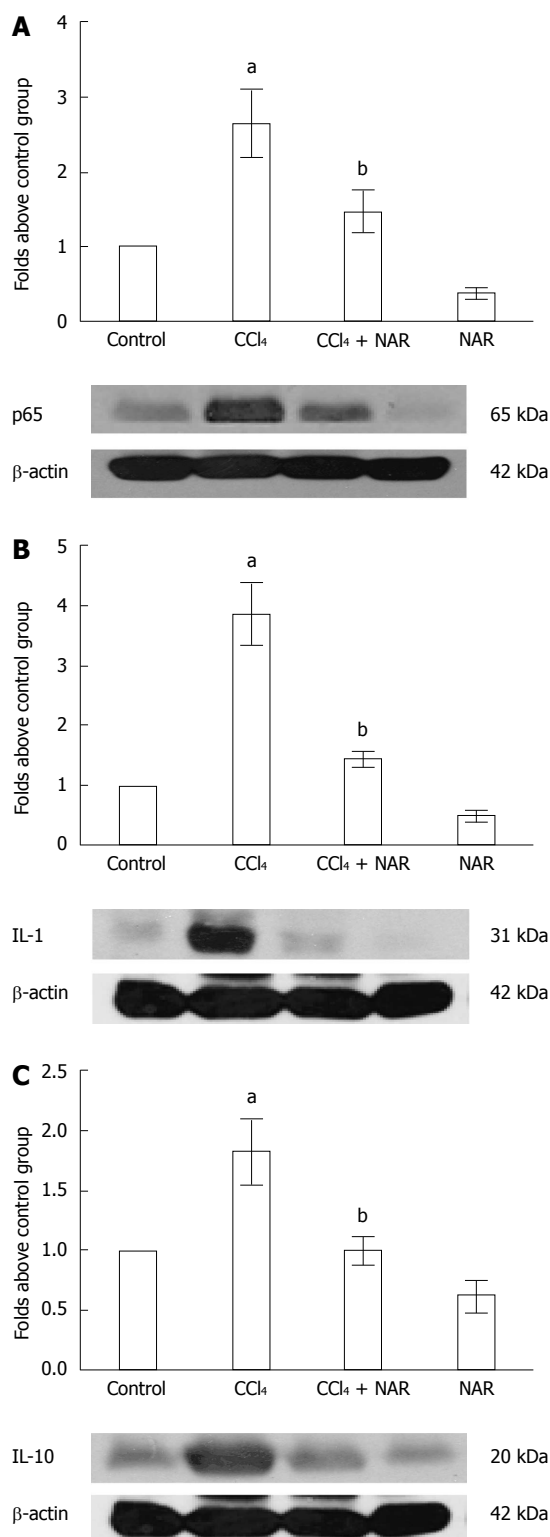 A
Folds above control group
4
3
2
1
0
a
b
Control CCl₄ CCl₄ + NAR NAR
p65 65 kDa
β-actin 42 kDa
B
Folds above control group
5
4
3
2
1
0
a
b
Control CCl₄ CCl₄ + NAR NAR
IL-1 31 kDa
β-actin 42 kDa
C
Folds above control group
2.5
2.0
1.5
1.0
0.5
0.0
a
b
Control CCl₄ CCl₄ + NAR NAR
IL-10 20 kDa
β-actin 42 kDa